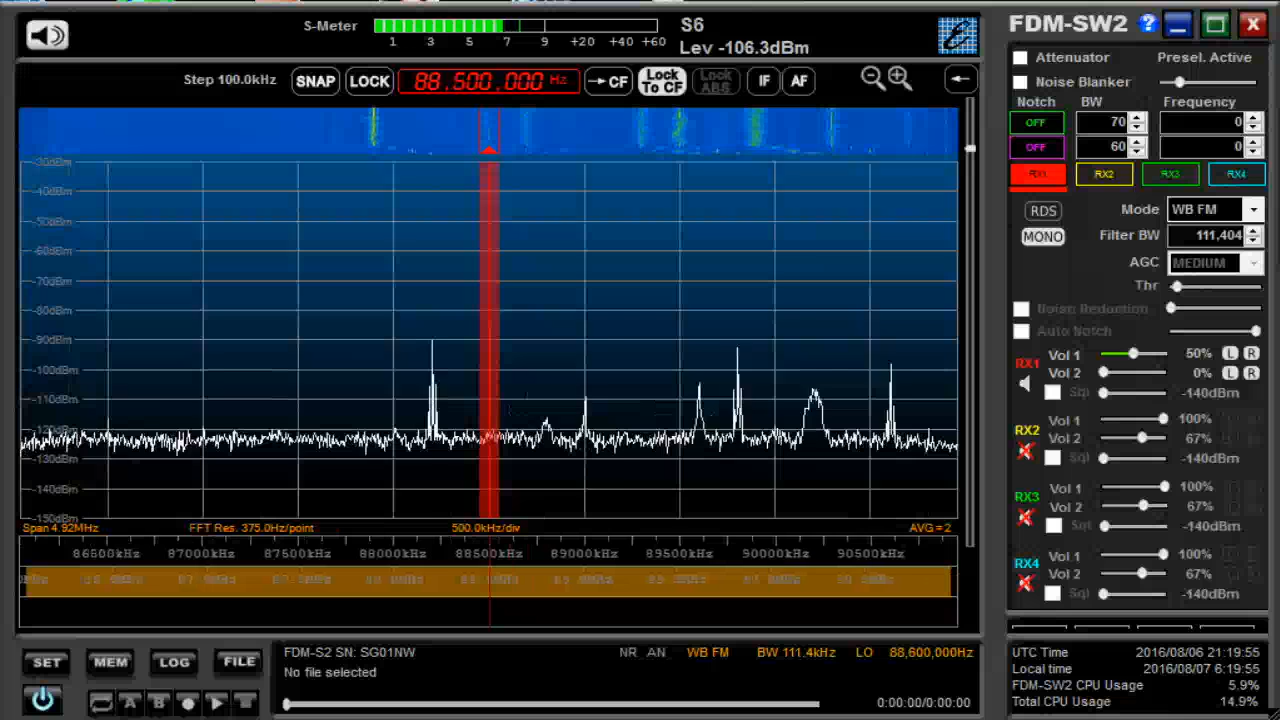 S-Meter 1 3 5 7 9 +20 +40 +60 S6
Lev -106.3dBm
FDM-SW2 ?
Step 100.0kHz SNAP LOCK 88.500.000 Hz →CF Lock To CF Lock ABS IF AF
Attenuator Presel. Active
Noise Blanker
Notch BW Frequency
OFF 70 0
OFF 60 0
RX1 RX2 RX3 RX4
RDS Mode WB FM
MONO Filter BW 111,404
AGC MEDIUM
Thr
Noise Reduction
Auto Notch
RX1 Vol 1 50% L R
Vol 2 0% L R
Sql -140dBm
RX2 Vol 1 100%
Vol 2 67%
Sql -140dBm
RX3 Vol 1 100%
Vol 2 67%
Sql -140dBm
RX4 Vol 1 100%
Vol 2 67%
Sql -140dBm
-30dBm
-40dBm
-50dBm
-60dBm
-70dBm
-80dBm
-90dBm
-100dBm
-110dBm
-120dBm
-130dBm
-140dBm
-150dBm
Span 4.92MHz FFT Res. 375.0Hz/point 500.0kHz/div AVG=2
86500kHz 87000kHz 87500kHz 88000kHz 88500kHz 89000kHz 89500kHz 90000kHz 90500kHz
SET MEM LOG FILE
A B
FDM-S2 SN: SG01NW NR AN WB FM BW 111.4kHz LO 88,600,000Hz
No file selected
0:00:00/0:00:00
UTC Time 2016/08/06 21:19:55
Local time 2016/08/07 6:19:55
FDM-SW2 CPU Usage 5.9%
Total CPU Usage 14.9%